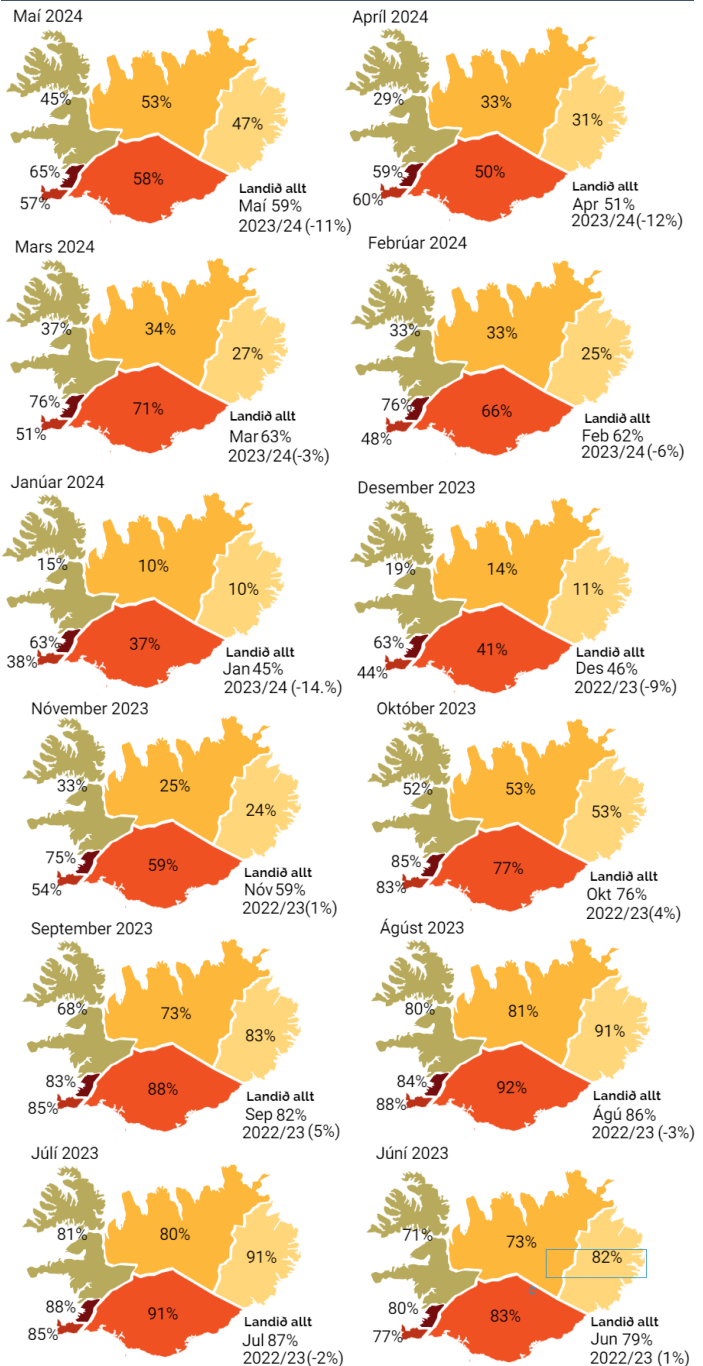 Maí 2024
45%
53%
47%
65%
58%
57%
Landið allt
Maí 59%
2023/24 (-11%)
Apríl 2024
29%
33%
31%
59%
50%
60%
Landið allt
Apr 51%
2023/24 (-12%)
Mars 2024
37%
34%
27%
76%
71%
51%
Landið allt
Mar 63%
2023/24 (-3%)
Febrúar 2024
33%
33%
25%
76%
66%
48%
Landið allt
Feb 62%
2023/24 (-6%)
Janúar 2024
15%
10%
10%
63%
37%
38%
Landið allt
Jan 45%
2023/24 (-14.%)
Desember 2023
19%
14%
11%
63%
41%
44%
Landið allt
Des 46%
2022/23 (-9%)
Nóvember 2023
33%
25%
24%
75%
59%
54%
Landið allt
Nóv 59%
2022/23 (1%)
Október 2023
52%
53%
53%
85%
77%
83%
Landið allt
Okt 76%
2022/23 (4%)
September 2023
68%
73%
83%
83%
88%
85%
Landið allt
Sep 82%
2022/23 (5%)
Ágúst 2023
80%
81%
91%
84%
92%
88%
Landið allt
Ágú 86%
2022/23 (-3%)
Júlí 2023
81%
80%
91%
88%
91%
85%
Landið allt
Jul 87%
2022/23 (-2%)
Júní 2023
71%
73%
82%
80%
83%
77%
Landið allt
Jun 79%
2022/23 (1%)